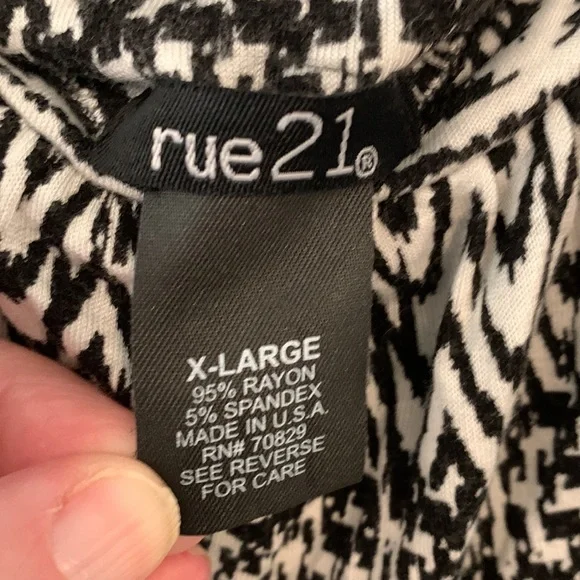 rue21®
X-LARGE
95% RAYON
5% SPANDEX
MADE IN U.S.A.
RN# 70829
SEE REVERSE
FOR CARE